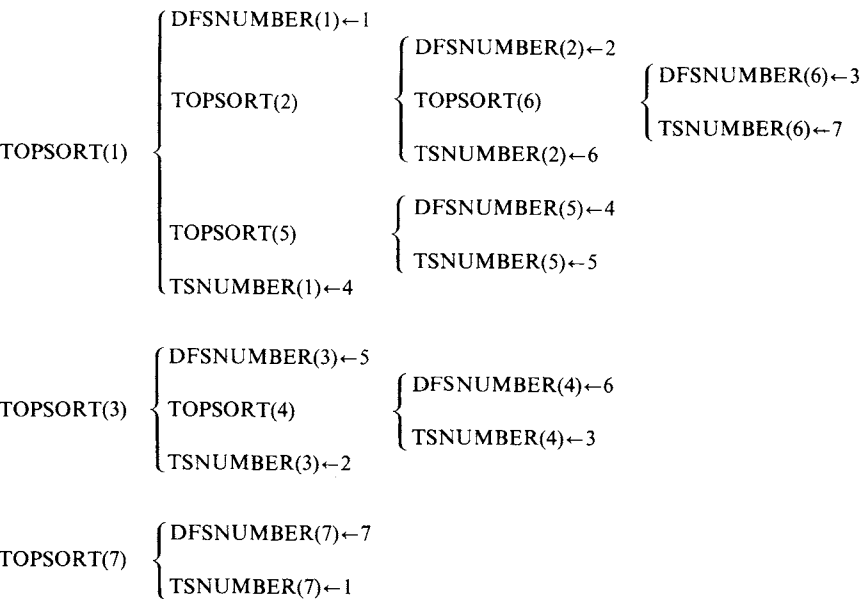 DFSNUMBER(1)←1
DFSNUMBER(2)←2
DFSNUMBER(6)←3
TOPSORT(2)
TOPSORT(6)
TSNUMBER(6)←7
TOPSORT(1)
TSNUMBER(2)←6
DFSNUMBER(5)←4
TOPSORT(5)
TSNUMBER(5)←5
TSNUMBER(1)←4
DFSNUMBER(3)←5
DFSNUMBER(4)←6
TOPSORT(3)
TOPSORT(4)
TSNUMBER(4)←3
TSNUMBER(3)←2
DFSNUMBER(7)←7
TOPSORT(7)
TSNUMBER(7)←1